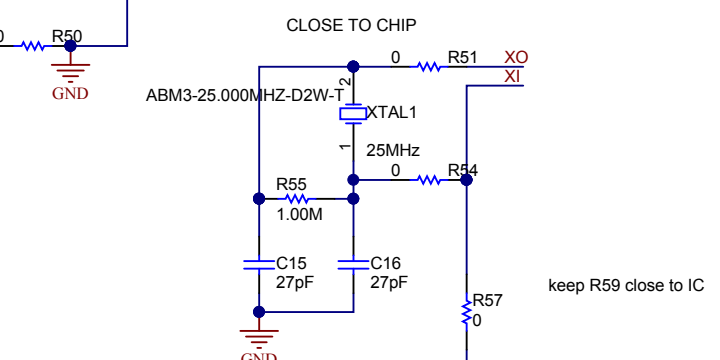 CLOSE TO CHIP
0
R50
0
R51
XO
XI
GND
ABM3-25.000MHZ-D2W-T
2
XTAL1
1
25MHz
0
R54
R55
1.00M
C15
27pF
C16
27pF
keep R59 close to IC
R57
0
GND